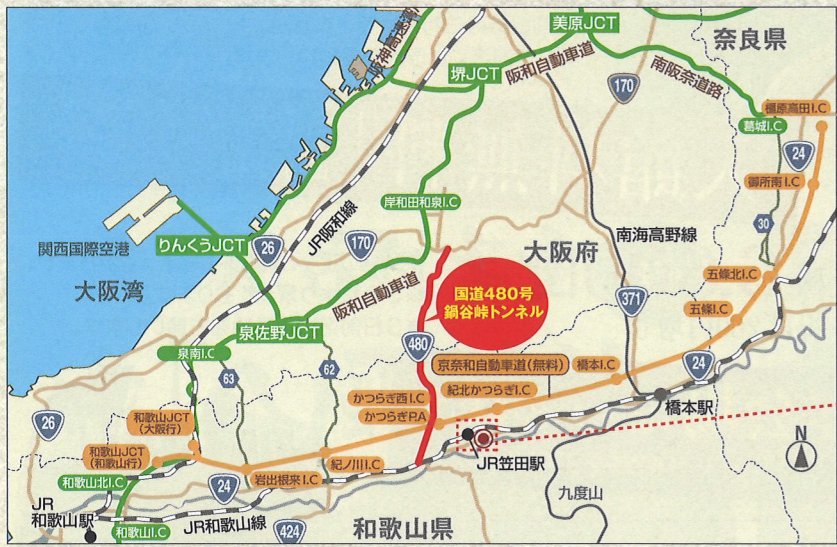 美原JCT
奈良県
阪神高速湾
堺JCT
阪和自動車道
南阪奈道路
170
橿原高田I.C
葛城I.C
24
御所南I.C
30
岸和田和泉I.C
JR阪和線
26
170
関西国際空港
りんくうJCT
大阪湾
大阪府
南海高野線
阪和自動車道
国道480号
鍋谷峠トンネル
371
五條北I.C
五條I.C
泉佐野JCT
泉南I.C
480
63
62
京奈和自動車道(無料)
橋本I.C
24
かつらぎ西I.C
かつらぎP.A
紀北かつらぎI.C
橋本駅
26
和歌山JCT
(大阪行)
和歌山JCT
(和歌山行)
和歌山北I.C
岩出根来I.C
紀ノ川I.C
JR笠田駅
N
24
九度山
JR
和歌山駅
和歌山I.C
JR和歌山線
424
和歌山県